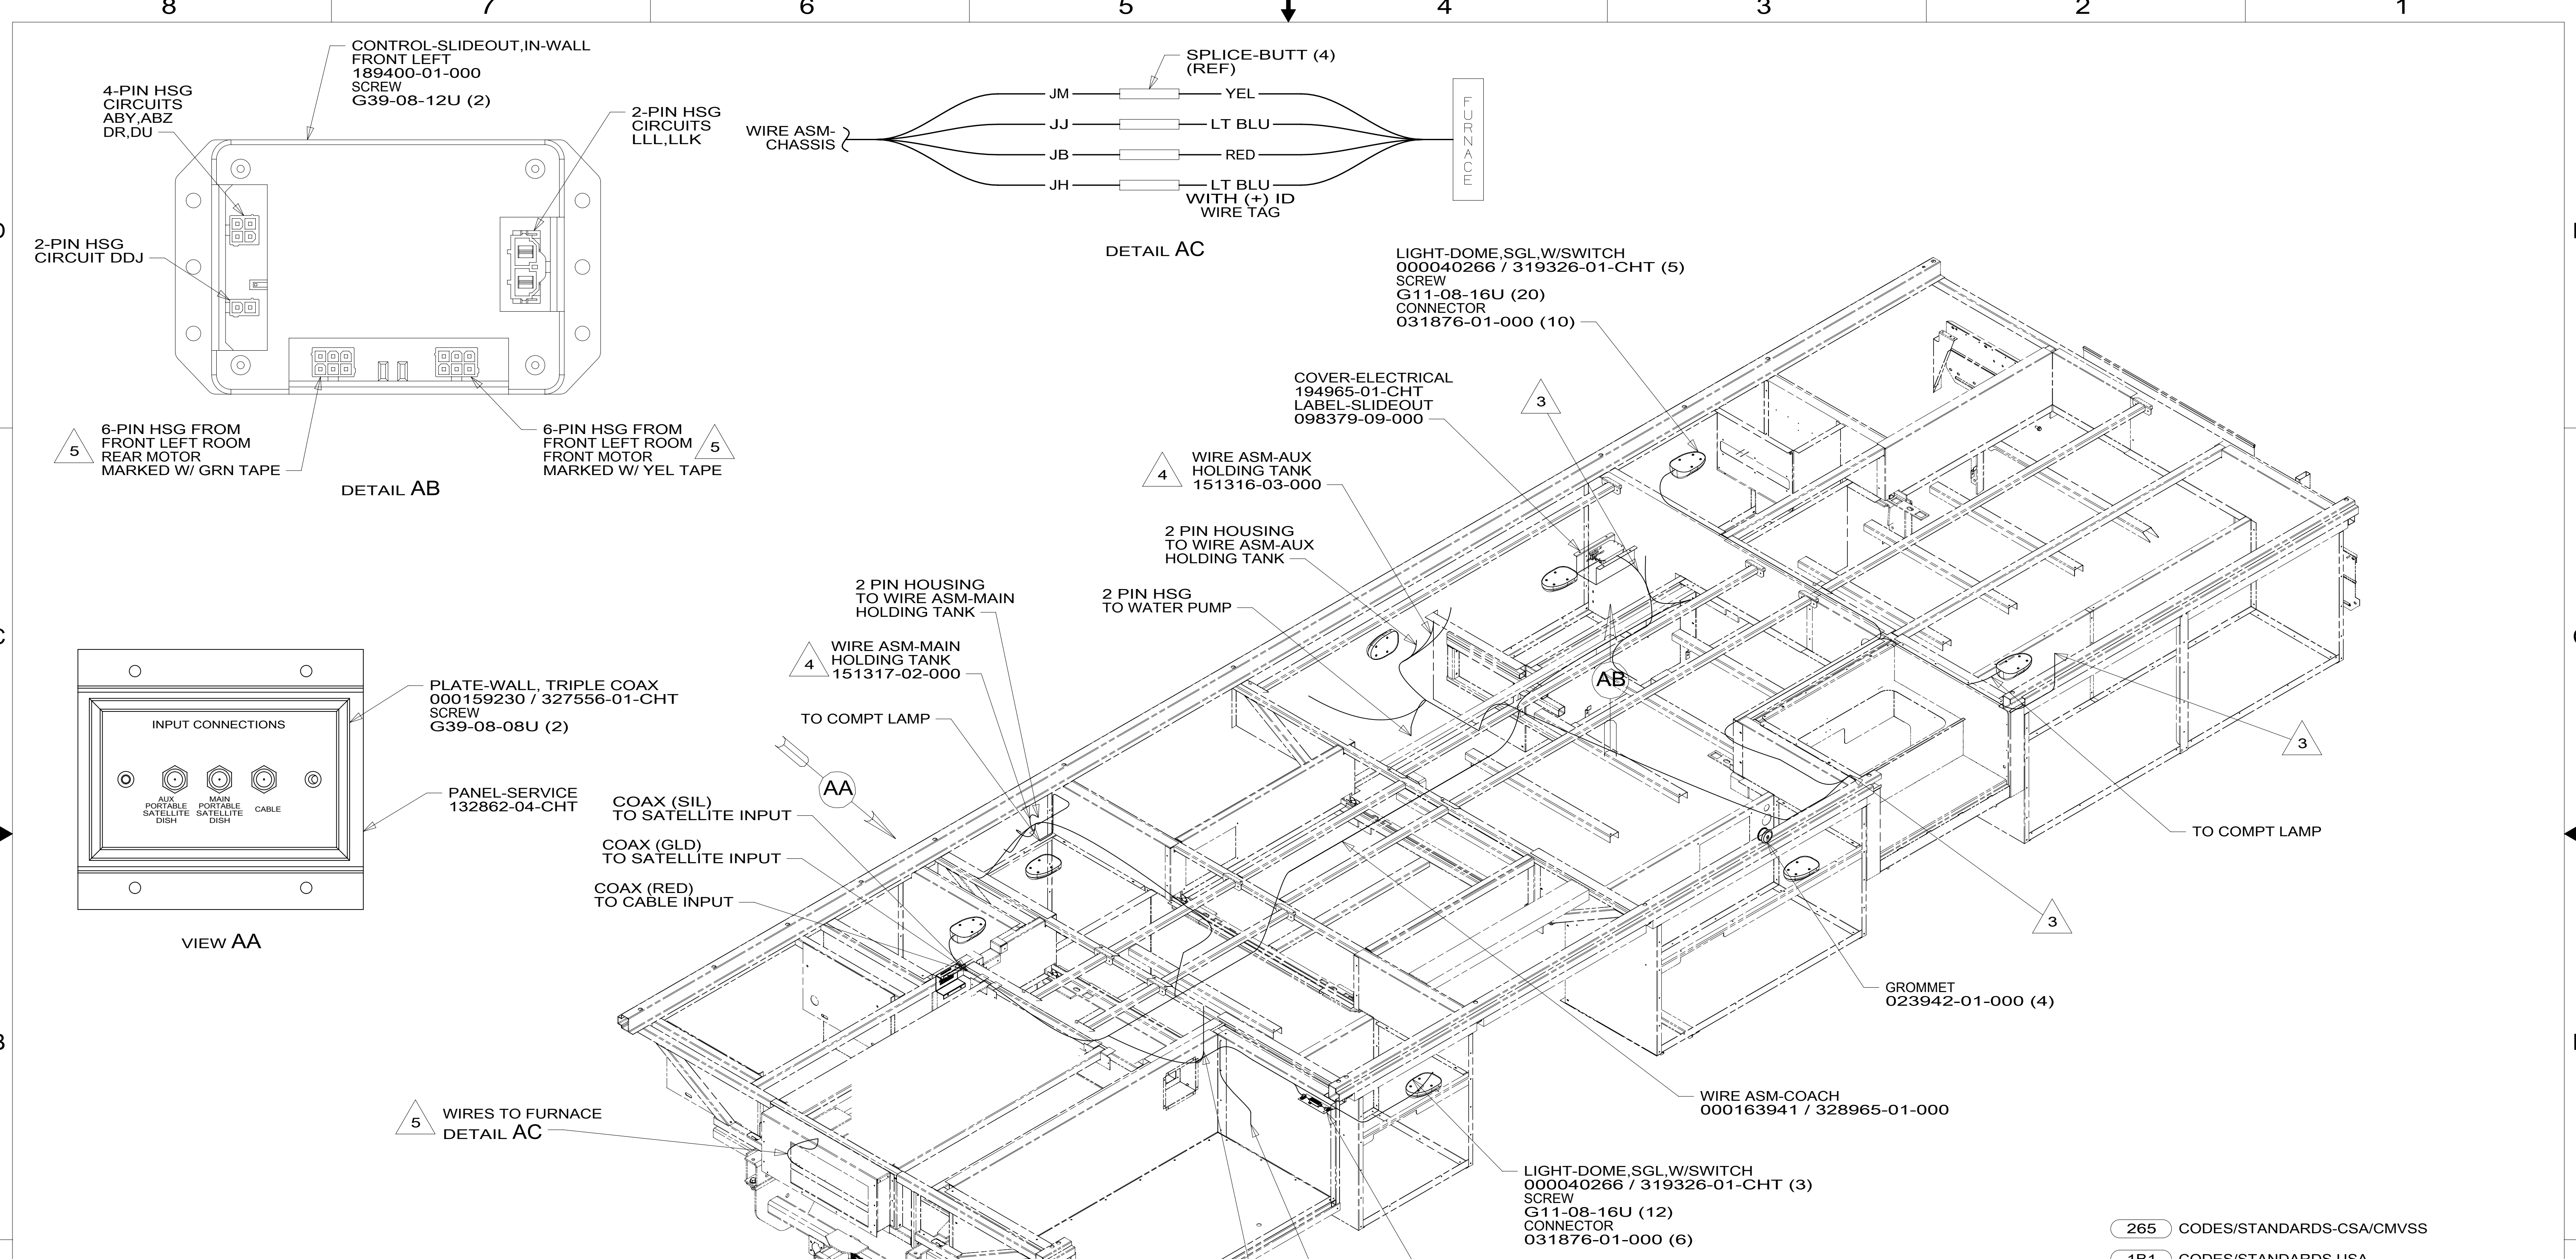 8
7
6
5
4
3
2
1
CONTROL-SLIDEOUT,IN-WALL
FRONT LEFT
189400-01-000
SCREW
G39-08-12U (2)
4-PIN HSG
CIRCUITS
ABY,ABZ
DR,DU
2-PIN HSG
CIRCUITS
LLL,LLK
2-PIN HSG
CIRCUIT DDJ
5
6-PIN HSG FROM
FRONT LEFT ROOM
REAR MOTOR
MARKED W/ GRN TAPE
6-PIN HSG FROM
FRONT LEFT ROOM
FRONT MOTOR
MARKED W/ YEL TAPE
5
DETAIL AB
SPLICE-BUTT (4)
(REF)
WIRE ASM-
CHASSIS
JM
YEL
JJ
LT BLU
JB
RED
JH
LT BLU
WITH (+) ID
WIRE TAG
FURNACE
DETAIL AC
LIGHT-DOME,SGL,W/SWITCH
000040266 / 319326-01-CHT (5)
SCREW
G11-08-16U (20)
CONNECTOR
031876-01-000 (10)
COVER-ELECTRICAL
194965-01-CHT
LABEL-SLIDEOUT
098379-09-000
3
4
WIRE ASM-AUX
HOLDING TANK
151316-03-000
2 PIN HOUSING
TO WIRE ASM-AUX
HOLDING TANK
2 PIN HSG
TO WATER PUMP
2 PIN HOUSING
TO WIRE ASM-MAIN
HOLDING TANK
4
WIRE ASM-MAIN
HOLDING TANK
151317-02-000
TO COMPT LAMP
AA
AB
COAX (SIL)
TO SATELLITE INPUT
COAX (GLD)
TO SATELLITE INPUT
COAX (RED)
TO CABLE INPUT
PLATE-WALL, TRIPLE COAX
000159230 / 327556-01-CHT
SCREW
G39-08-08U (2)
PANEL-SERVICE
132862-04-CHT
INPUT CONNECTIONS
AUX
PORTABLE
SATELLITE
DISH
MAIN
PORTABLE
SATELLITE
DISH
CABLE
VIEW AA
3
TO COMPT LAMP
3
GROMMET
023942-01-000 (4)
WIRE ASM-COACH
000163941 / 328965-01-000
5
WIRES TO FURNACE
DETAIL AC
LIGHT-DOME,SGL,W/SWITCH
000040266 / 319326-01-CHT (3)
SCREW
G11-08-16U (12)
CONNECTOR
031876-01-000 (6)
265 CODES/STANDARDS-CSA/CMVSS
1B1 CODES/STANDARDS-USA